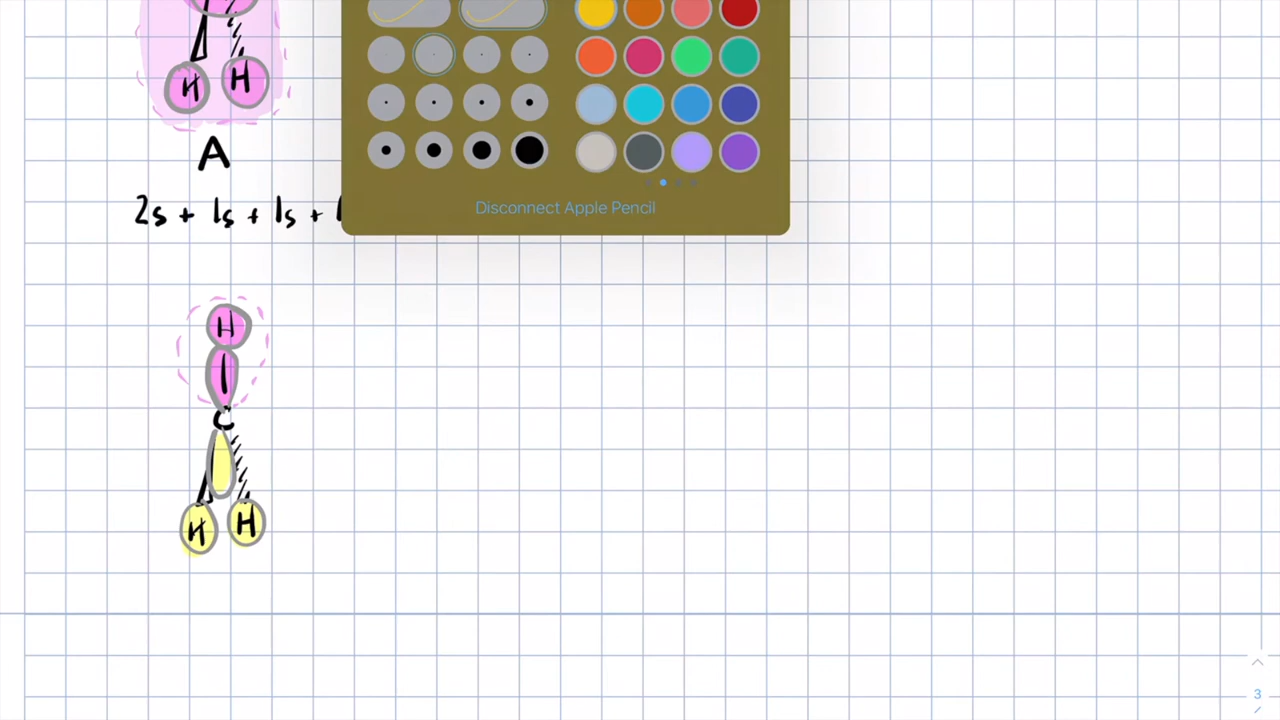 H H
A
2s + 1s + 1s +
Disconnect Apple Pencil
H
C
H H
3